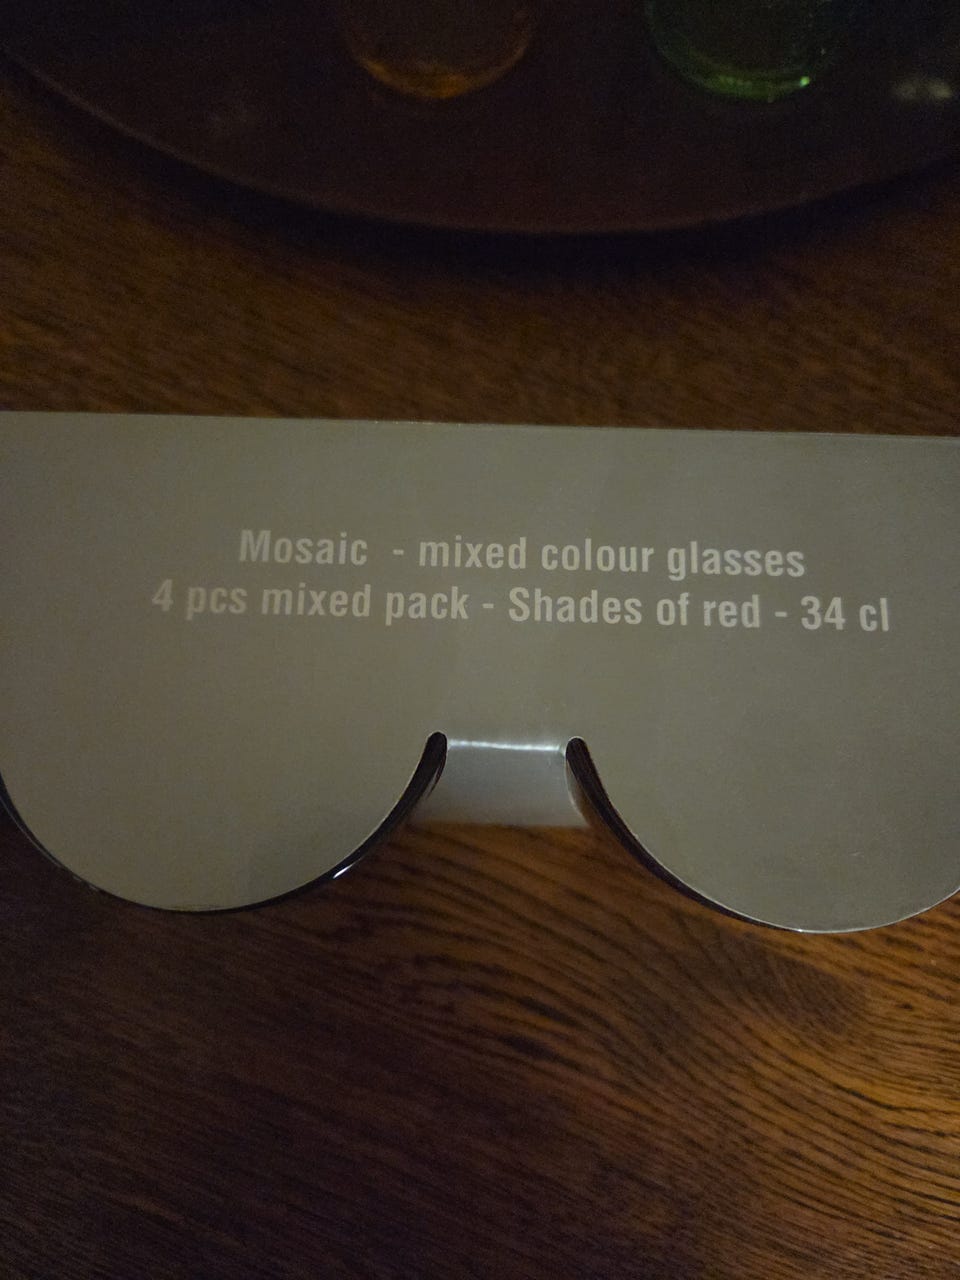 Mosaic - mixed colour glasses
4 pcs mixed pack - Shades of red - 34 cl